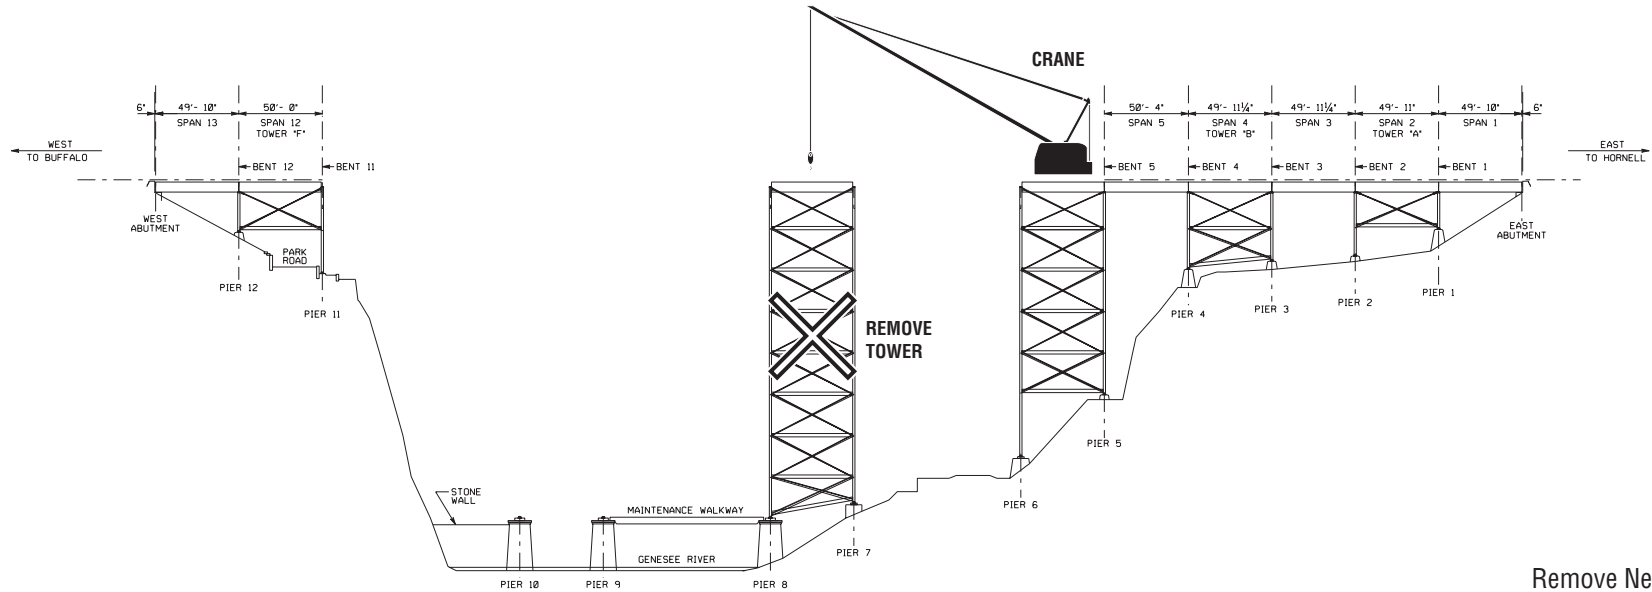 CRANE
6" 49'- 10" 50'- 0"
SPAN 13 SPAN 12
TOWER "F"
50'- 4" 49'- 11¼" 49'- 11¼" 49'- 11" 49'- 10" 6"
SPAN 5 SPAN 4 SPAN 3 SPAN 2 SPAN 1
TOWER "B" TOWER "A"
WEST
TO BUFFALO
EAST
TO HORNELL
BENT 12 BENT 11 BENT 5 BENT 4 BENT 3 BENT 2 BENT 1
WEST
ABUTMENT
EAST
ABUTMENT
PARK
ROAD
PIER 12
PIER 11
PIER 4 PIER 3 PIER 2 PIER 1
REMOVE
TOWER
PIER 5
STONE
WALL
MAINTENANCE WALKWAY
PIER 6
GENESEE RIVER
PIER 7
PIER 10 PIER 9 PIER 8
Remove Ne